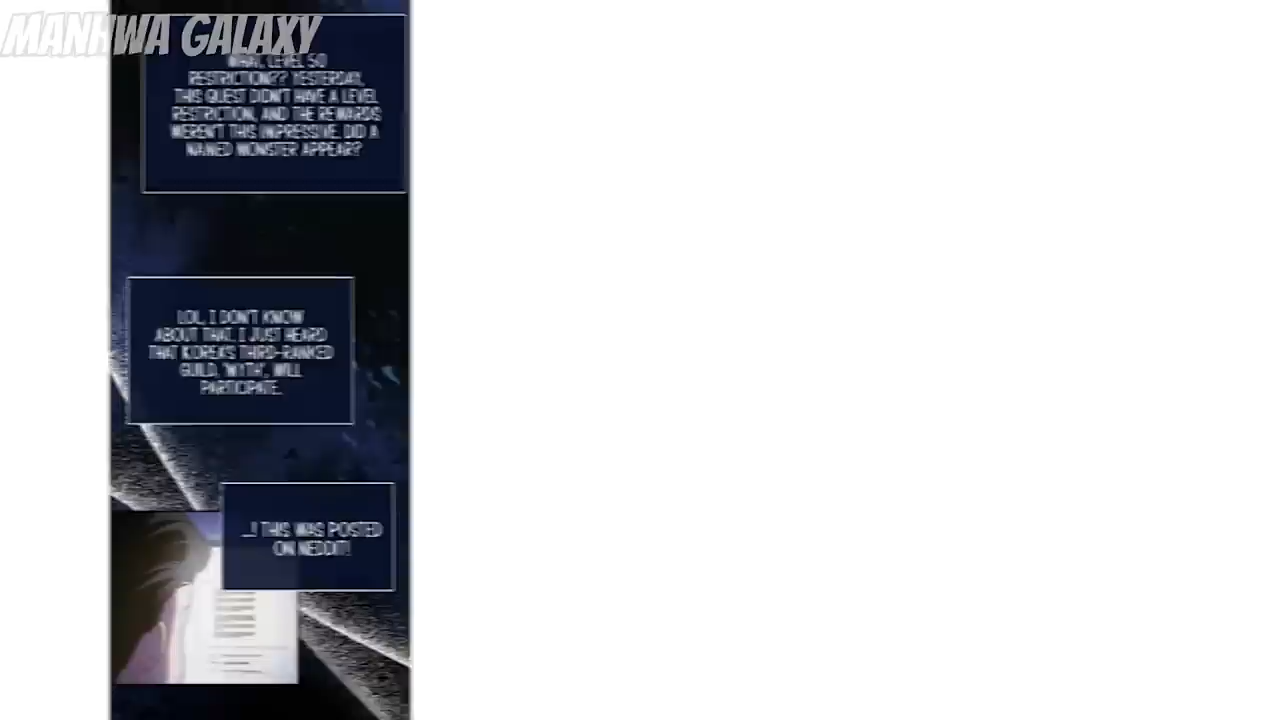 MANHWA GALAXY
WHAT, LEVEL 50
RESTRICTION?? YESTERDAY,
THIS QUEST DIDN'T HAVE A LEVEL
RESTRICTION, AND THE REWARDS
WEREN'T THIS IMPRESSIVE. DID A
NAMED MONSTER APPEAR?
LOL, I DON'T KNOW
ABOUT THAT. I JUST HEARD
THAT KOREA'S THIRD-RANKED
GUILD, 'MYTH', WILL
PARTICIPATE.
...! THIS WAS POSTED
ON NEDDIT!